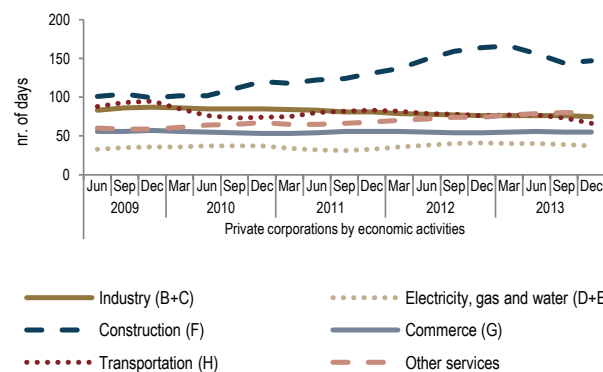 200
150
100
50
0
nr. of days
Jun Sep Dec Mar Jun Sep Dec Mar Jun Sep Dec Mar Jun Sep Dec Mar Jun Sep Dec
2009 2010 2011 2012 2013
Private corporations by economic activities
Industry (B+C) Electricity, gas and water (D+E
Construction (F) Commerce (G)
Transportation (H) Other services